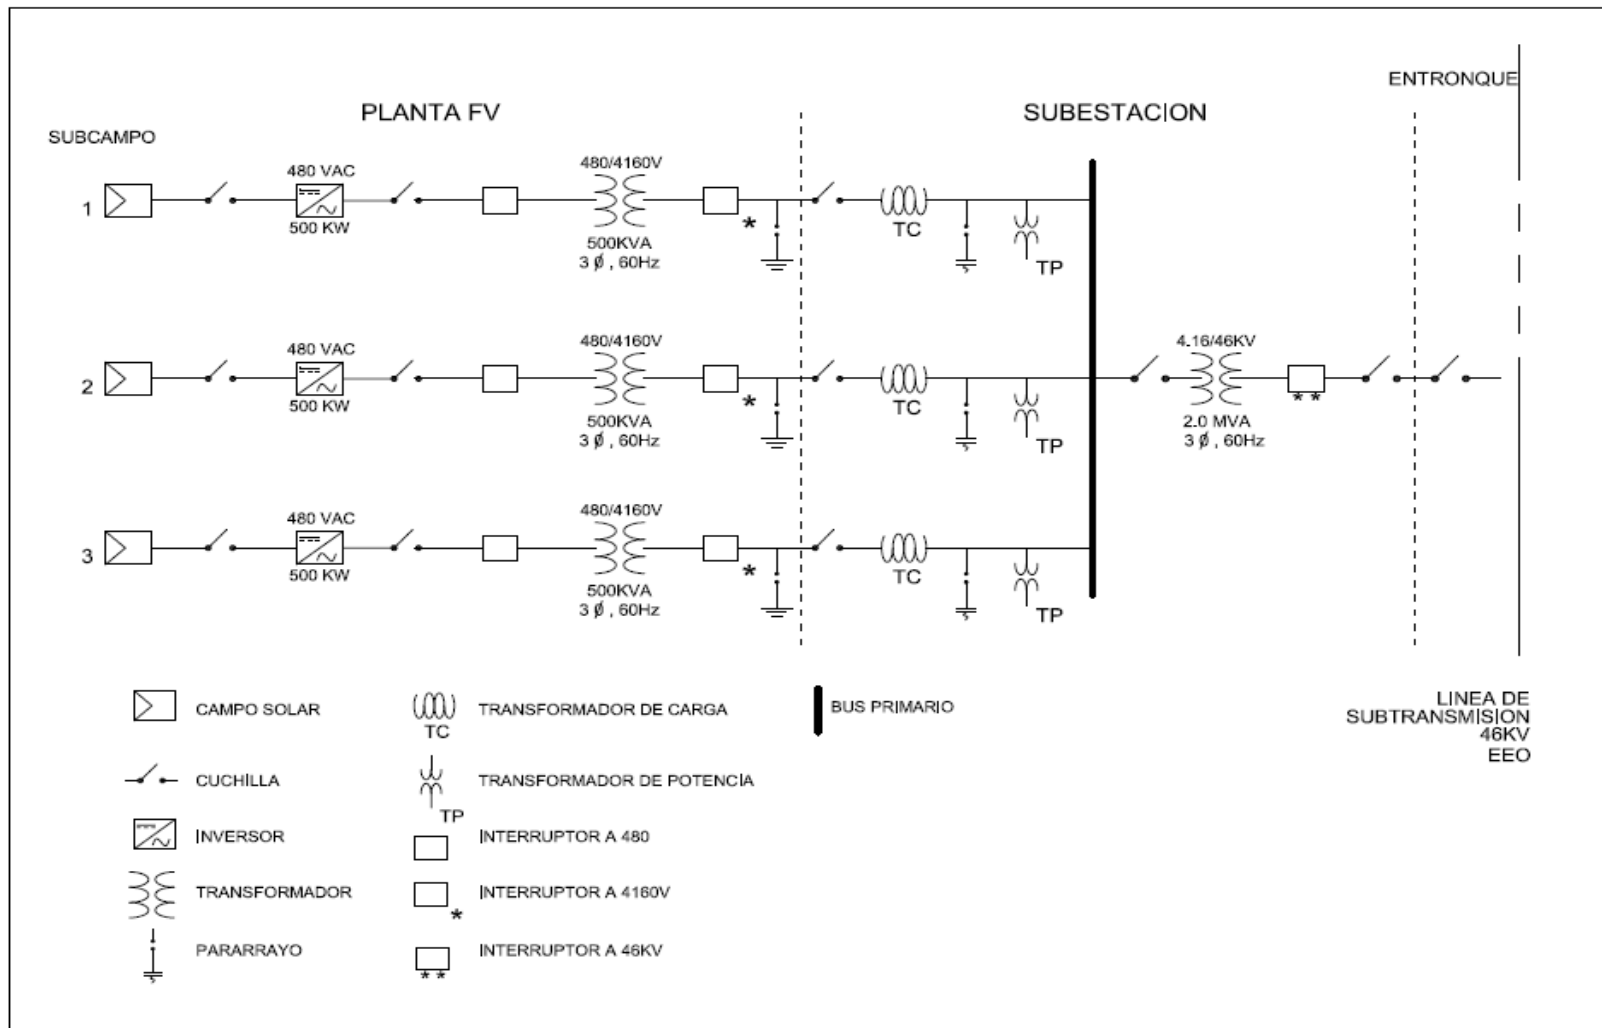 ENTRONQUE
PLANTA FV
SUBESTACION
SUBCAMPO
1
480 VAC
500 KW
480/4160V
500KVA
3 Ø , 60Hz
*
TC
TP
2
480 VAC
500 KW
480/4160V
500KVA
3 Ø , 60Hz
*
TC
TP
4.16/46KV
2.0 MVA
3 Ø , 60Hz
* *
3
480 VAC
500 KW
480/4160V
500KVA
3 Ø , 60Hz
*
TC
TP
CAMPO SOLAR
CUCHILLA
INVERSOR
TRANSFORMADOR
PARARRAYO
TC
TRANSFORMADOR DE CARGA
TP
TRANSFORMADOR DE POTENCIA
INTERRUPTOR A 480
*
INTERRUPTOR A 4160V
* *
INTERRUPTOR A 46KV
BUS PRIMARIO
LINEA DE
SUBTRANSMISION
46KV
EEO